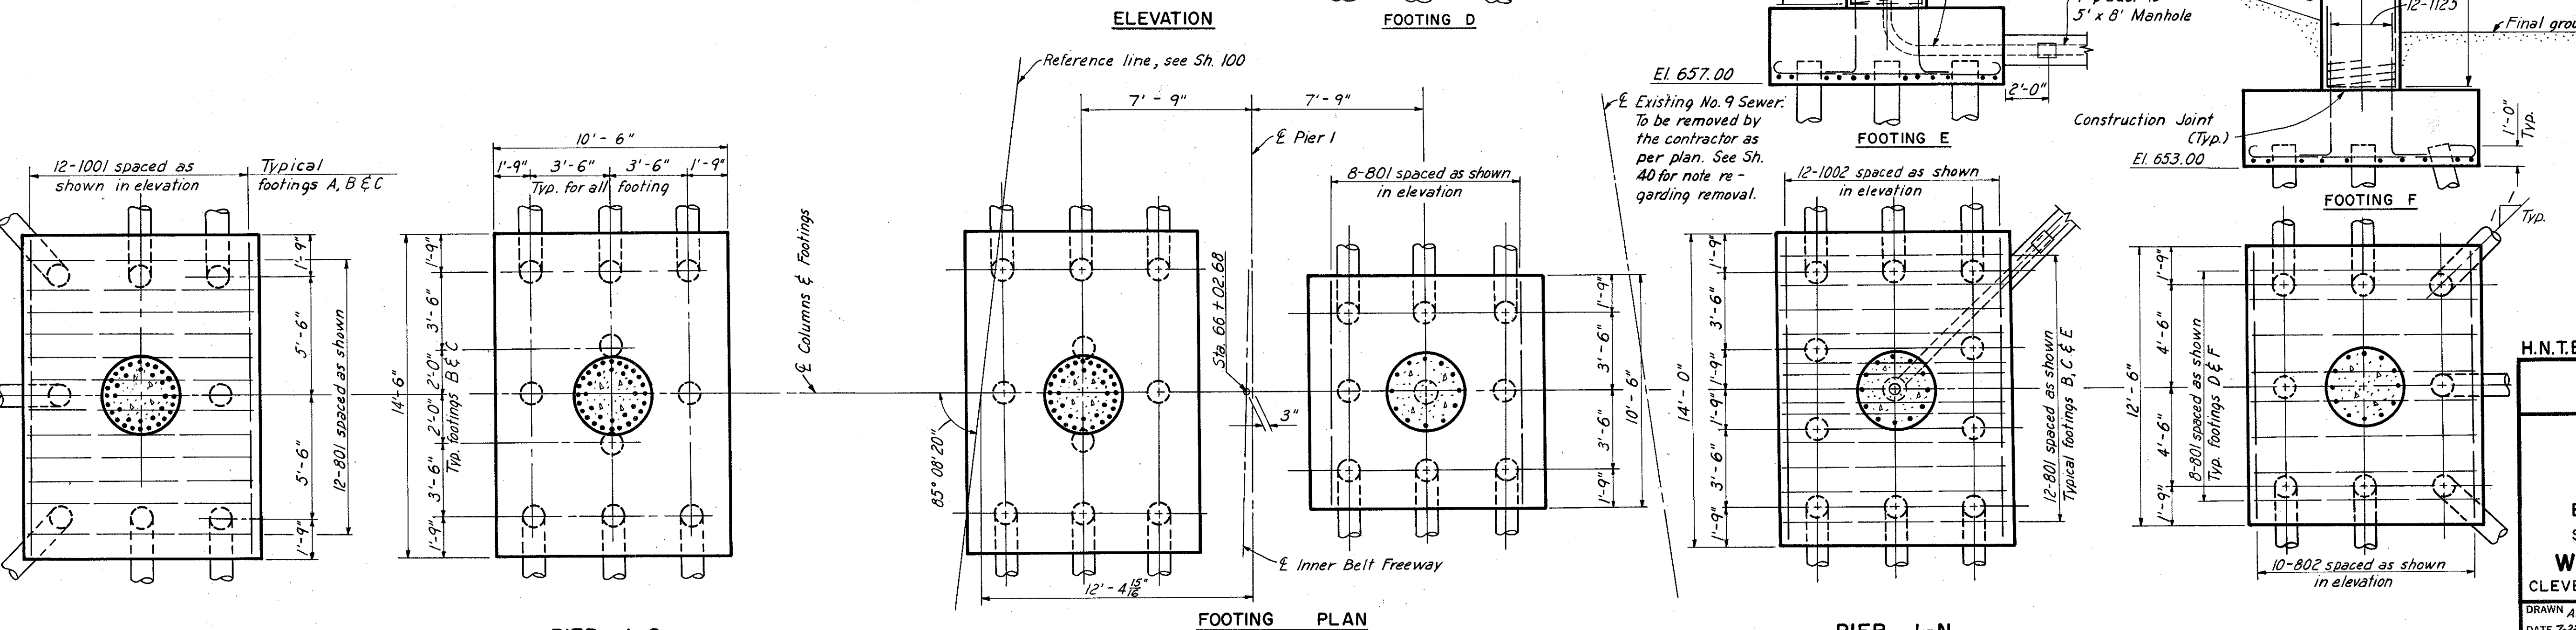 ELEVATION
FOOTING D
5' x 8' Manhole
12-1125
Final
Reference line, see Sh. 100
7' - 9"
7' - 9"
El. 657.00
2'-0"
℄ Existing No. 9 Sewer.
To be removed by
the contractor as
per plan. See Sh.
40 for note re-
garding removal.
FOOTING E
Construction Joint
(Typ.)
El. 653.00
1'-0"
Typ.
FOOTING F
℄ Pier 1
12-1001 spaced as
shown in elevation
Typical
footings A, B & C
10' - 6"
1'-9"
3'-6"
3'-6"
1'-9"
Typ. for all footing
8-801 spaced as shown
in elevation
12-1002 spaced as shown
in elevation
1
1
Typ.
1'-9"
5'-6"
5'-6"
1'-9"
12-801 spaced as shown
14'-6"
1'-9"
3'-6"
2'-0"
2'-0"
3'-6"
1'-9"
Typ. footings B & C
℄ Columns & Footings
85° 08' 20"
Sta. 66 + 02.68
3"
1'-9"
3'-6"
3'-6"
1'-9"
10'-6"
14'-0"
1'-9"
3'-6"
1'-9"
1'-9"
3'-6"
1'-9"
12-801 spaced as shown
Typical footings B, C & E
12'-6"
1'-9"
4'-6"
4'-6"
1'-9"
8-801 spaced as shown
Typ. footings D & F
10-802 spaced as shown
in elevation
℄ Inner Belt Freeway
12'-4 15/16"
FOOTING PLAN
H.N.T.
W
CLEVE
DRAWN A
DATE